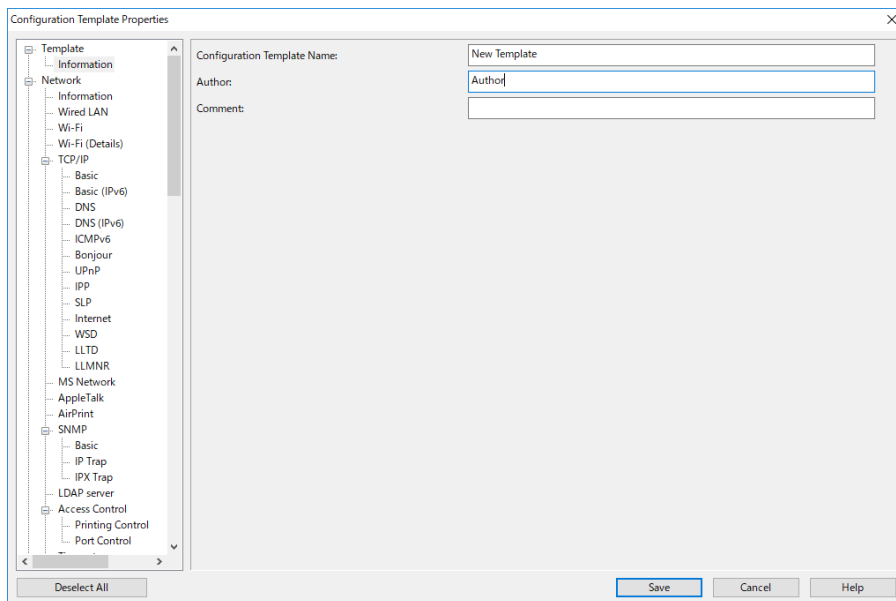 Configuration Template Properties
Template
Information
Network
Information
Wired LAN
Wi-Fi
Wi-Fi (Details)
TCP/IP
Basic
Basic (IPv6)
DNS
DNS (IPv6)
ICMPv6
Bonjour
UPnP
IPP
SLP
Internet
WSD
LLTD
LLMNR
MS Network
AppleTalk
AirPrint
SNMP
Basic
IP Trap
IPX Trap
LDAP server
Access Control
Printing Control
Port Control
Configuration Template Name: New Template
Author: Author
Comment:
Deselect All Save Cancel Help